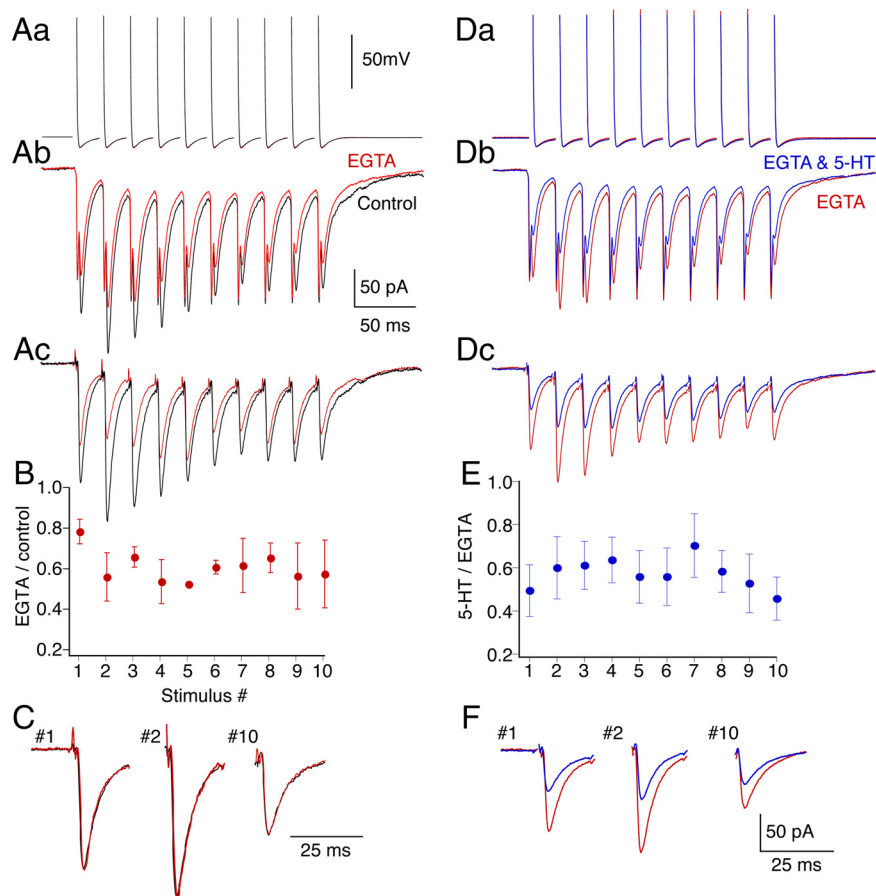 Aa
50mV
Ab
EGTA
Control
50 pA
50 ms
Ac
B
1.0
0.8
0.6
0.4
0.2
EGTA / control
1 2 3 4 5 6 7 8 9 10
Stimulus #
C
#1 #2 #10
25 ms
Da
Db
EGTA & 5-HT
EGTA
Dc
E
1.0
0.8
0.6
0.4
0.2
5-HT / EGTA
1 2 3 4 5 6 7 8 9 10
F
#1 #2 #10
50 pA
25 ms